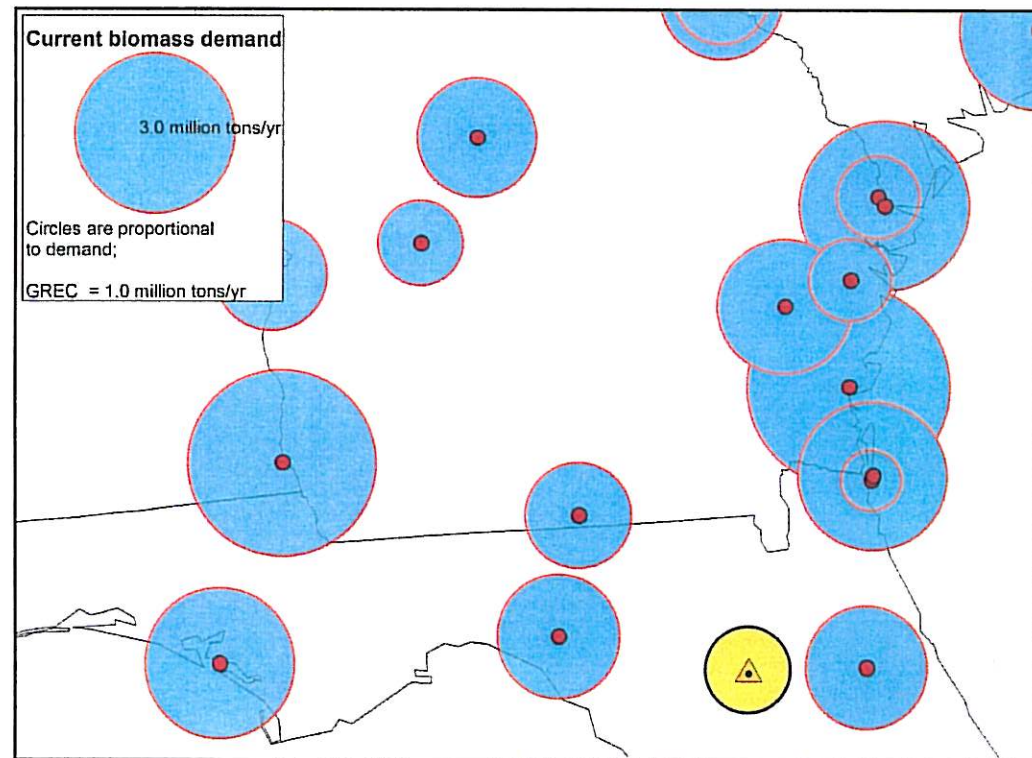 Current biomass demand
3.0 million tons/yr
Circles are proportional
to demand;
GREC = 1.0 million tons/yr